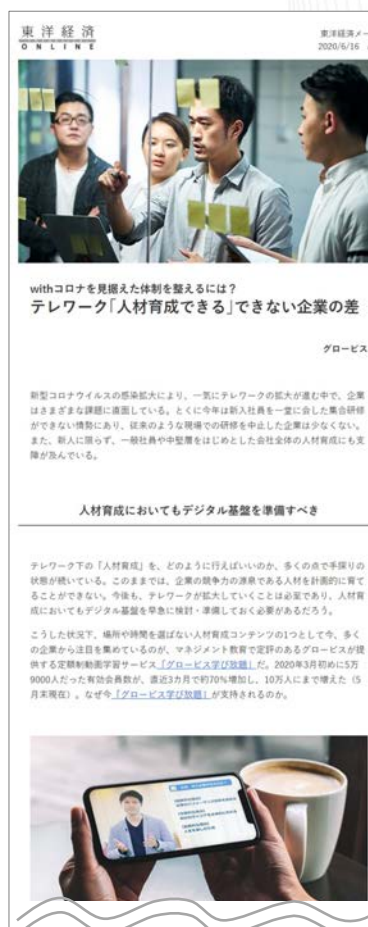 東洋経済
ONLINE
東洋経済メー
2020/6/16
withコロナを見据えた体制を整えるには？
テレワーク「人材育成できる」できない企業の差
グロービス
新型コロナウイルスの感染拡大により、一気にテレワークの拡大が進む中で、企業
はさまざまな課題に直面している。とくに今年は新入社員を一堂に会した集合研修
ができない情勢にあり、従来のような現場での研修を中止した企業は少なくない。
また、新人に限らず、一般社員や中堅層をはじめとした会社全体の人材育成にも支
障が及んでいる。
人材育成においてもデジタル基盤を準備すべき
テレワーク下の『人材育成』を、どのように行えばいいのか、多くの点で手探りの
状態が続いている。このままでは、企業の競争力の源泉である人材を計画的に育て
ることができない。今後も、テレワークが拡大していくことは必至であり、人材育
成においてもデジタル基盤を早急に検討・準備しておく必要があるだろう。
こうした状況下、場所や時間を選ばない人材育成コンテンツの1つとして今、多く
の企業から注目を集めているのが、マネジメント教育で定評のあるグロービスが提
供する定額制動画学習サービス「グロービス学び放題」だ。2020年3月初めに5万
9000人だった有効会員数が、直近3カ月で約70%増加し、10万人にまで増えた（5
月末現在）。なぜ今「グロービス学び放題」が支持されるのか。